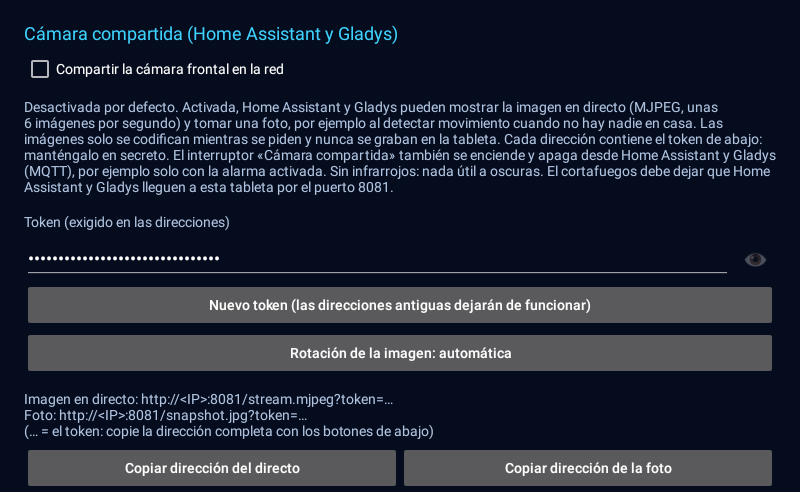 Cámara compartida (Home Assistant y Gladys)
Compartir la cámara frontal en la red
Desactivada por defecto. Activada, Home Assistant y Gladys pueden mostrar la imagen en directo (MJPEG, unas
6 imágenes por segundo) y tomar una foto, por ejemplo al detectar movimiento cuando no hay nadie en casa. Las
imágenes solo se codifican mientras se piden y nunca se graban en la tableta. Cada dirección contiene el token de abajo:
manténgalo en secreto. El interruptor «Cámara compartida» también se enciende y apaga desde Home Assistant y Gladys
(MQTT), por ejemplo solo con la alarma activada. Sin infrarrojos: nada útil a oscuras. El cortafuegos debe dejar que Home
Assistant y Gladys lleguen a esta tableta por el puerto 8081.
Token (exigido en las direcciones)
••••••••••••••••••••••••••••••••
Nuevo token (las direcciones antiguas dejarán de funcionar)
Rotación de la imagen: automática
Imagen en directo: http://<IP>:8081/stream.mjpeg?token=…
Foto: http://<IP>:8081/snapshot.jpg?token=…
(… = el token: copie la dirección completa con los botones de abajo)
Copiar dirección del directo
Copiar dirección de la foto